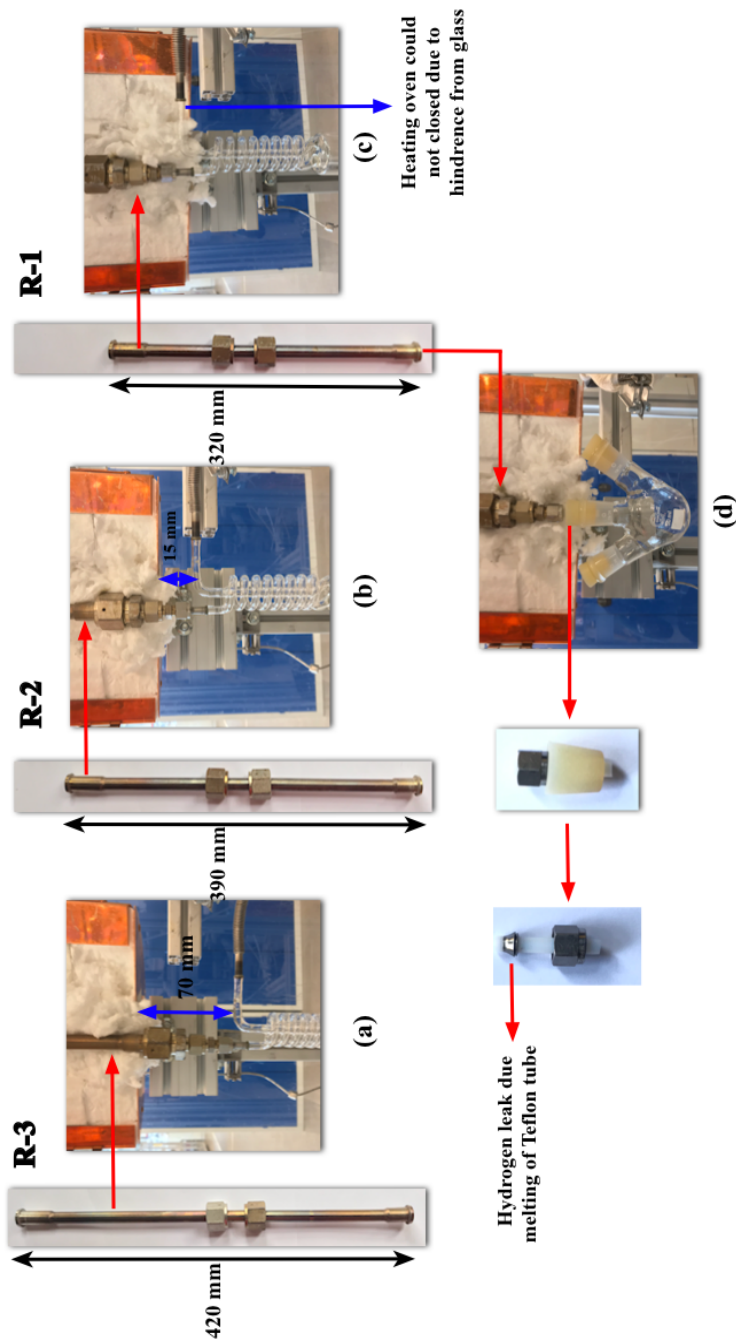 R-3
R-2
R-1
420 mm
70 mm
(a)
390 mm
15 mm
(b)
320 mm
(c)
Heating oven could
not closed due to
hindrence from glass
Hydrogen leak due
melting of Teflon tube
(d)